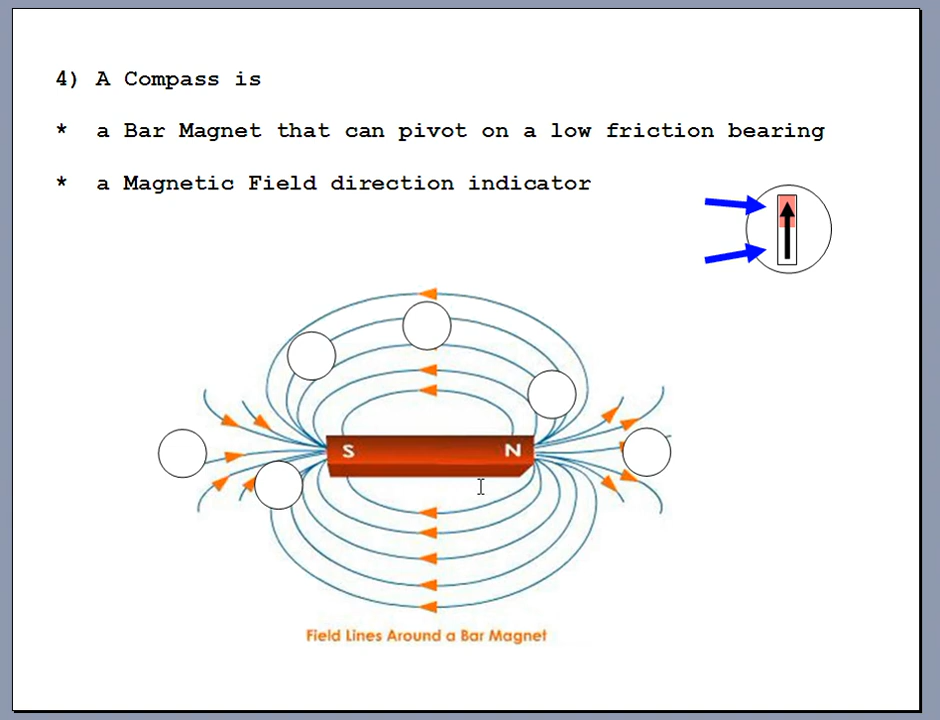 4) A Compass is
* a Bar Magnet that can pivot on a low friction bearing
* a Magnetic Field direction indicator
S N
Field Lines Around a Bar Magnet